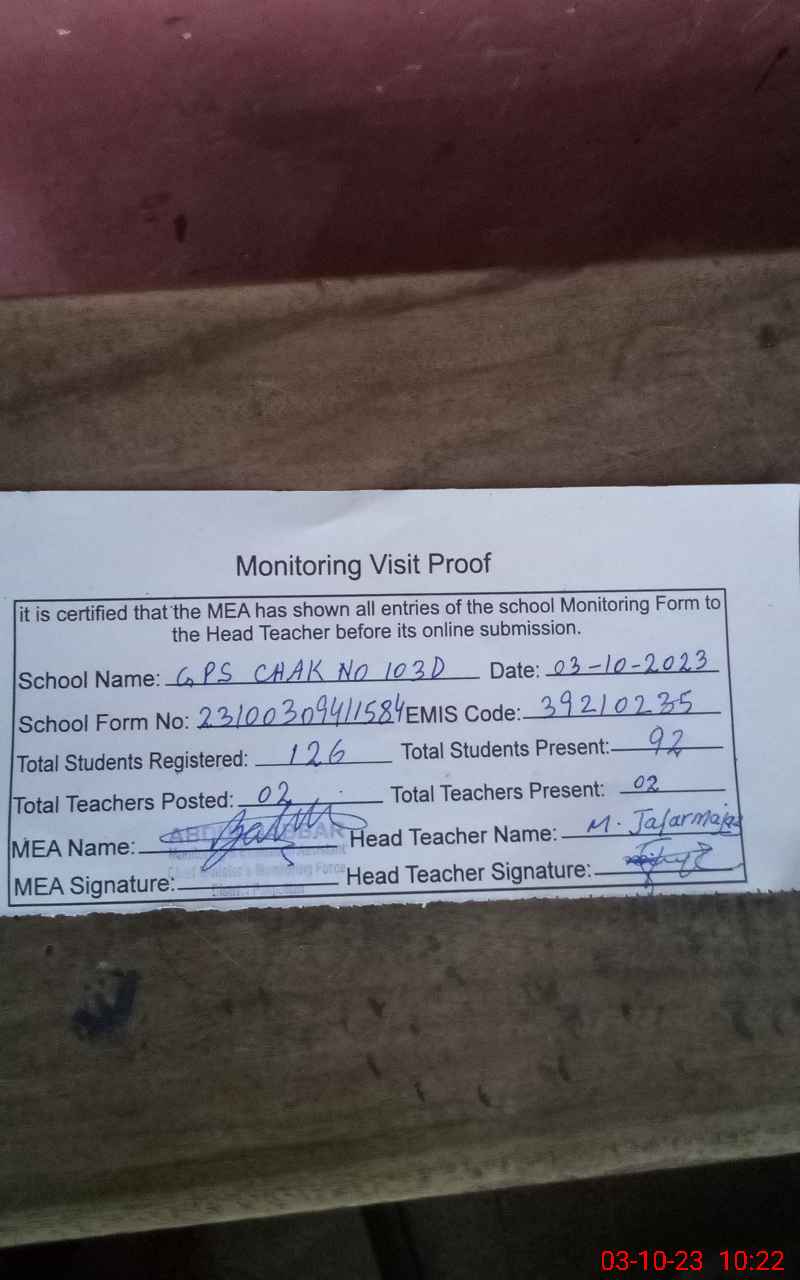 Monitoring Visit Proof
it is certified that the MEA has shown all entries of the school Monitoring Form to
the Head Teacher before its online submission.
School Name: GPS CHAK NO 103D Date: 03-10-2023
School Form No: 23100309411584 EMIS Code: 39210235
Total Students Registered: 126 Total Students Present: 92
Total Teachers Posted: 02 Total Teachers Present: 02
MEA Name: Head Teacher Name: M. Jafar
MEA Signature: Head Teacher Signature:
03-10-23 10:22